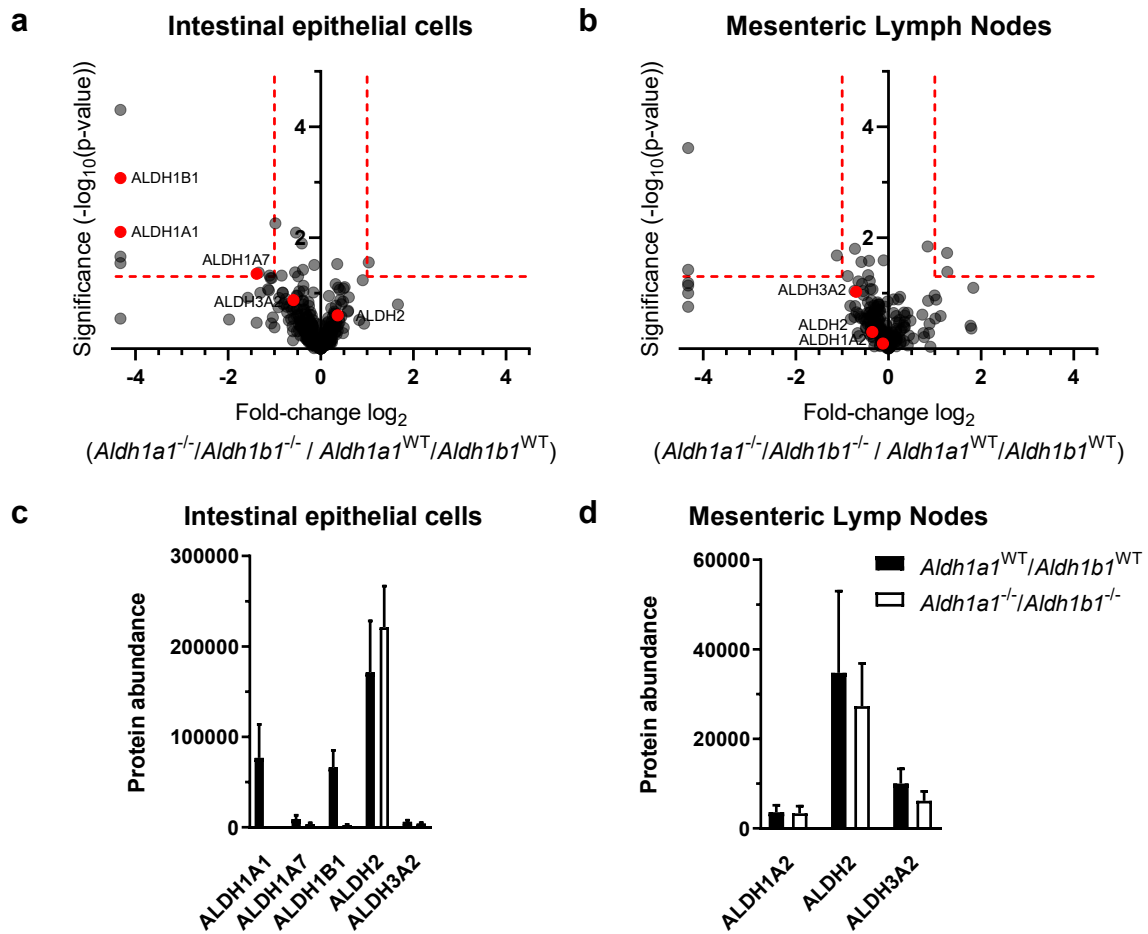 a
Intestinal epithelial cells
Significance (-log10(p-value))
4
2
ALDH1B1
ALDH1A1
ALDH1A7
ALDH3A2
ALDH2
-4 -2 0 2 4
Fold-change log2
(Aldh1a1-/-/Aldh1b1-/- / Aldh1a1WT/Aldh1b1WT)
b
Mesenteric Lymph Nodes
Significance (-log10(p-value))
4
2
ALDH3A2
ALDH2
ALDH1A2
-4 -2 0 2 4
Fold-change log2
(Aldh1a1-/-/Aldh1b1-/- / Aldh1a1WT/Aldh1b1WT)
c
Intestinal epithelial cells
Protein abundance
300000
200000
100000
0
ALDH1A1
ALDH1A7
ALDH1B1
ALDH2
ALDH3A2
d
Mesenteric Lymp Nodes
Aldh1a1WT/Aldh1b1WT
Aldh1a1-/-/Aldh1b1-/-
Protein abundance
60000
40000
20000
0
ALDH1A2
ALDH2
ALDH3A2